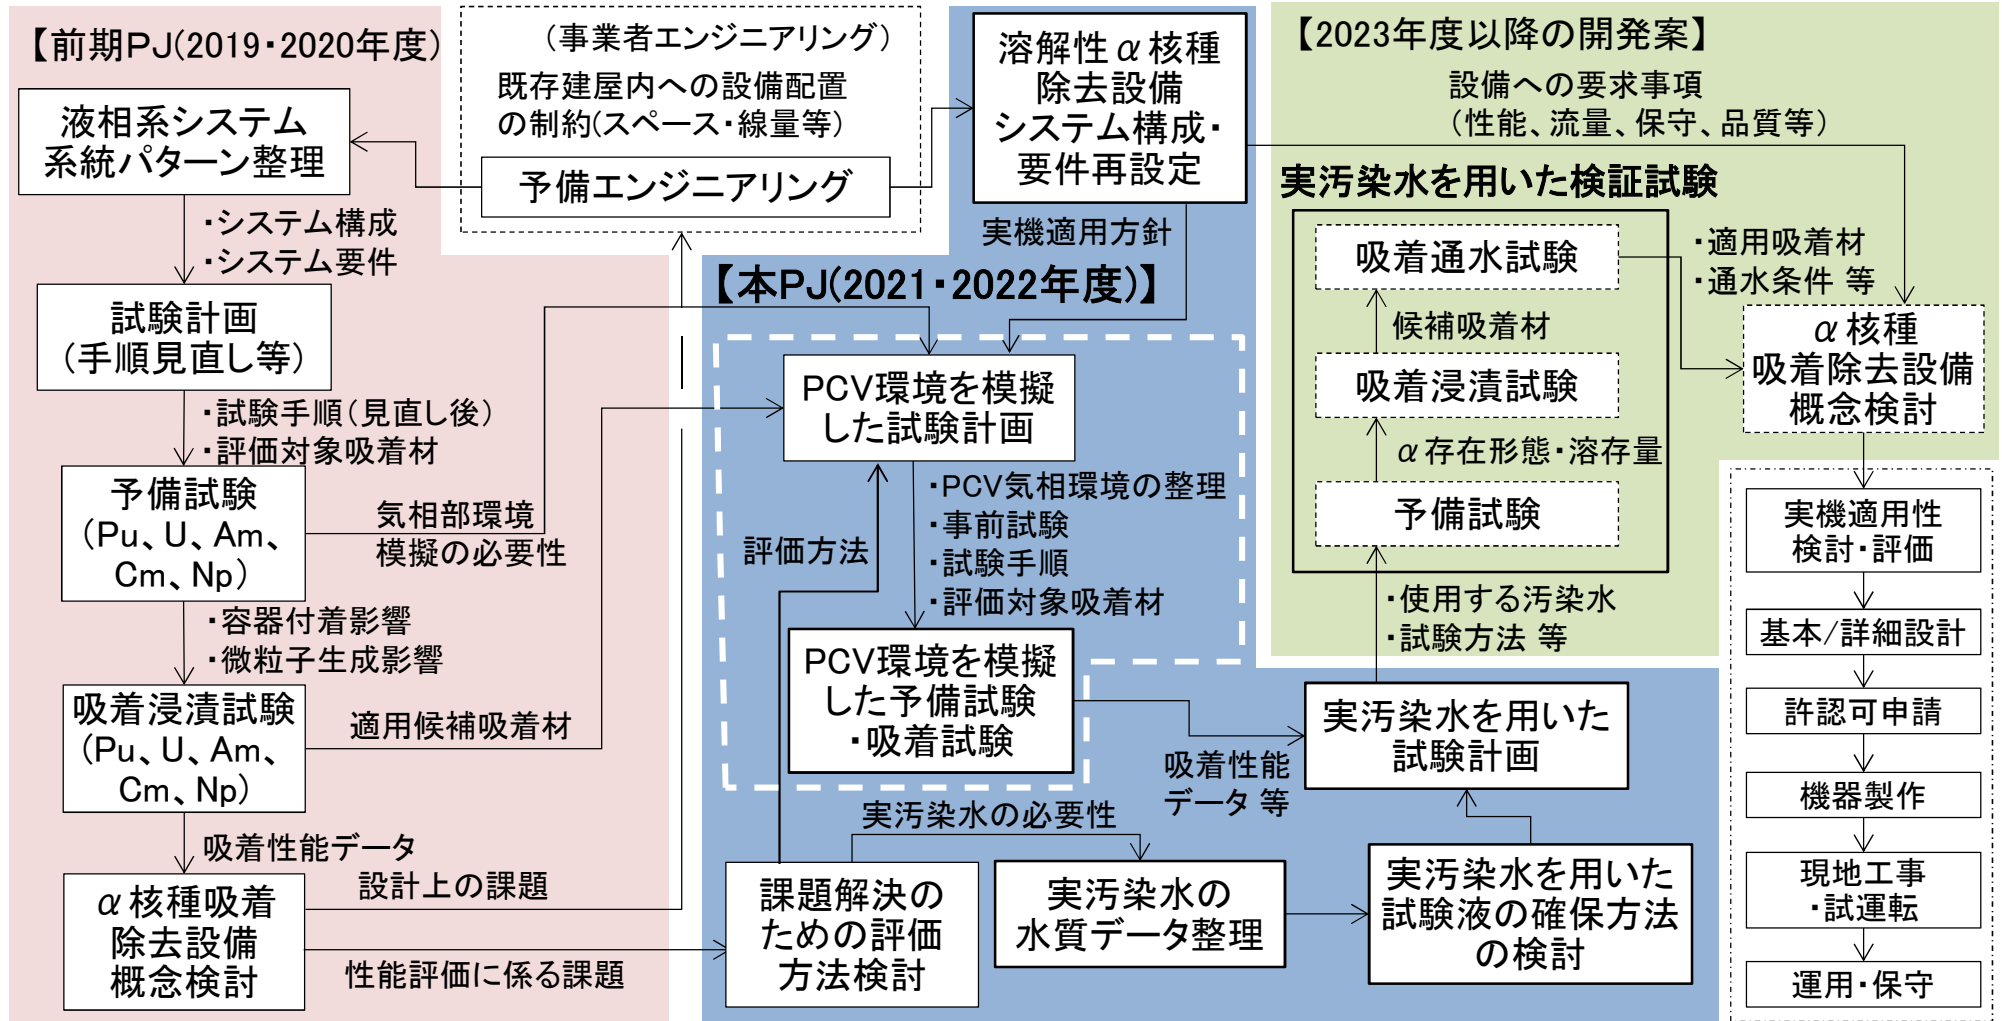 【前期PJ(2019・2020年度)】
液相系システム
系統パターン整理
・システム構成
・システム要件
試験計画
(手順見直し等)
・試験手順(見直し後)
・評価対象吸着材
予備試験
(Pu、U、Am、
Cm、Np)
気相部環境
模擬の必要性
・容器付着影響
・微粒子生成影響
吸着浸漬試験
(Pu、U、Am、
Cm、Np)
適用候補吸着材
吸着性能データ
α核種吸着
除去設備
概念検討
設計上の課題
性能評価に係る課題
(事業者エンジニアリング)
既存建屋内への設備配置
の制約(スペース・線量等)
予備エンジニアリング
溶解性α核種
除去設備
システム構成・
要件再設定
実機適用方針
【本PJ(2021・2022年度)】
PCV環境を模擬
した試験計画
評価方法
・PCV気相環境の整理
・事前試験
・試験手順
・評価対象吸着材
PCV環境を模擬
した予備試験
・吸着試験
吸着性能
データ 等
実汚染水の必要性
課題解決の
ための評価
方法検討
実汚染水の
水質データ整理
実汚染水を用いた
試験液の確保方法
の検討
実汚染水を用いた
試験計画
【2023年度以降の開発案】
設備への要求事項
(性能、流量、保守、品質等)
実汚染水を用いた検証試験
吸着通水試験
候補吸着材
吸着浸漬試験
α存在形態・溶存量
予備試験
・使用する汚染水
・試験方法 等
・適用吸着材
・通水条件 等
α核種
吸着除去設備
概念検討
実機適用性
検討・評価
基本/詳細設計
許認可申請
機器製作
現地工事
・試運転
運用・保守